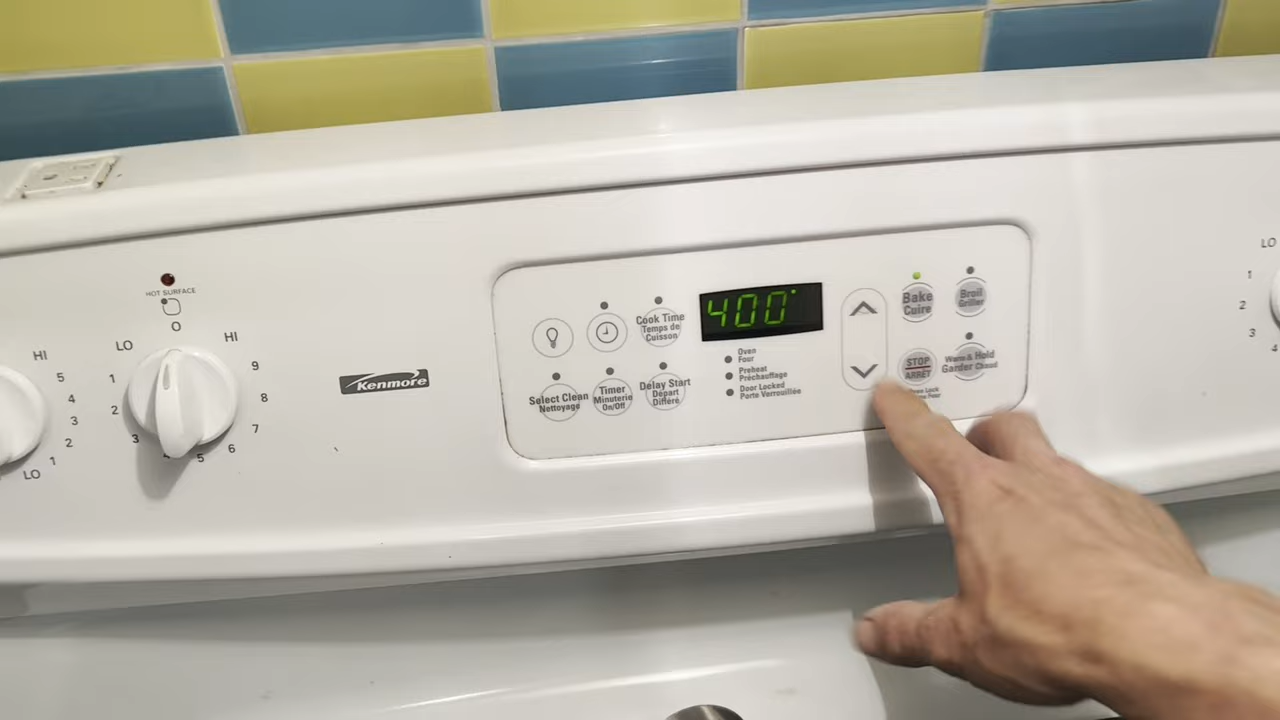 HI
5
4
3
2
1
LO
HOT SURFACE
O
LO
HI
1
2
3
4
5
6
7
8
9
Kenmore
Cook Time
Temps de
Cuisson
Select Clean
Nettoyage
Timer
Minuterie
On/Off
Delay Start
Départ
Différé
400°
Oven
Four
Preheat
Préchauffage
Door Locked
Porte Verrouillée
Bake
Cuire
Broil
Griller
STOP
ARRÊT
Warm & Hold
Garder Chaud
LO
1
2
3
4